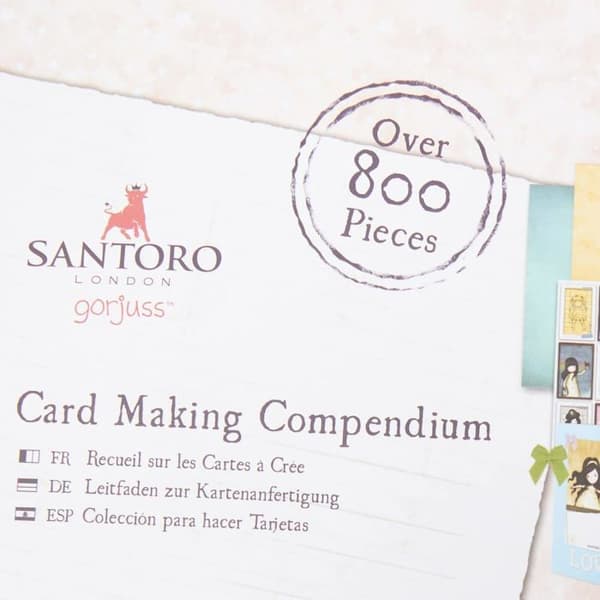 Over
800
Pieces
SANTORO
LONDON
gorjuss™
Card Making Compendium
FR Recueil sur les Cartes à Crée
DE Leitfaden zur Kartenanfertigung
ESP Colección para hacer Tarjetas